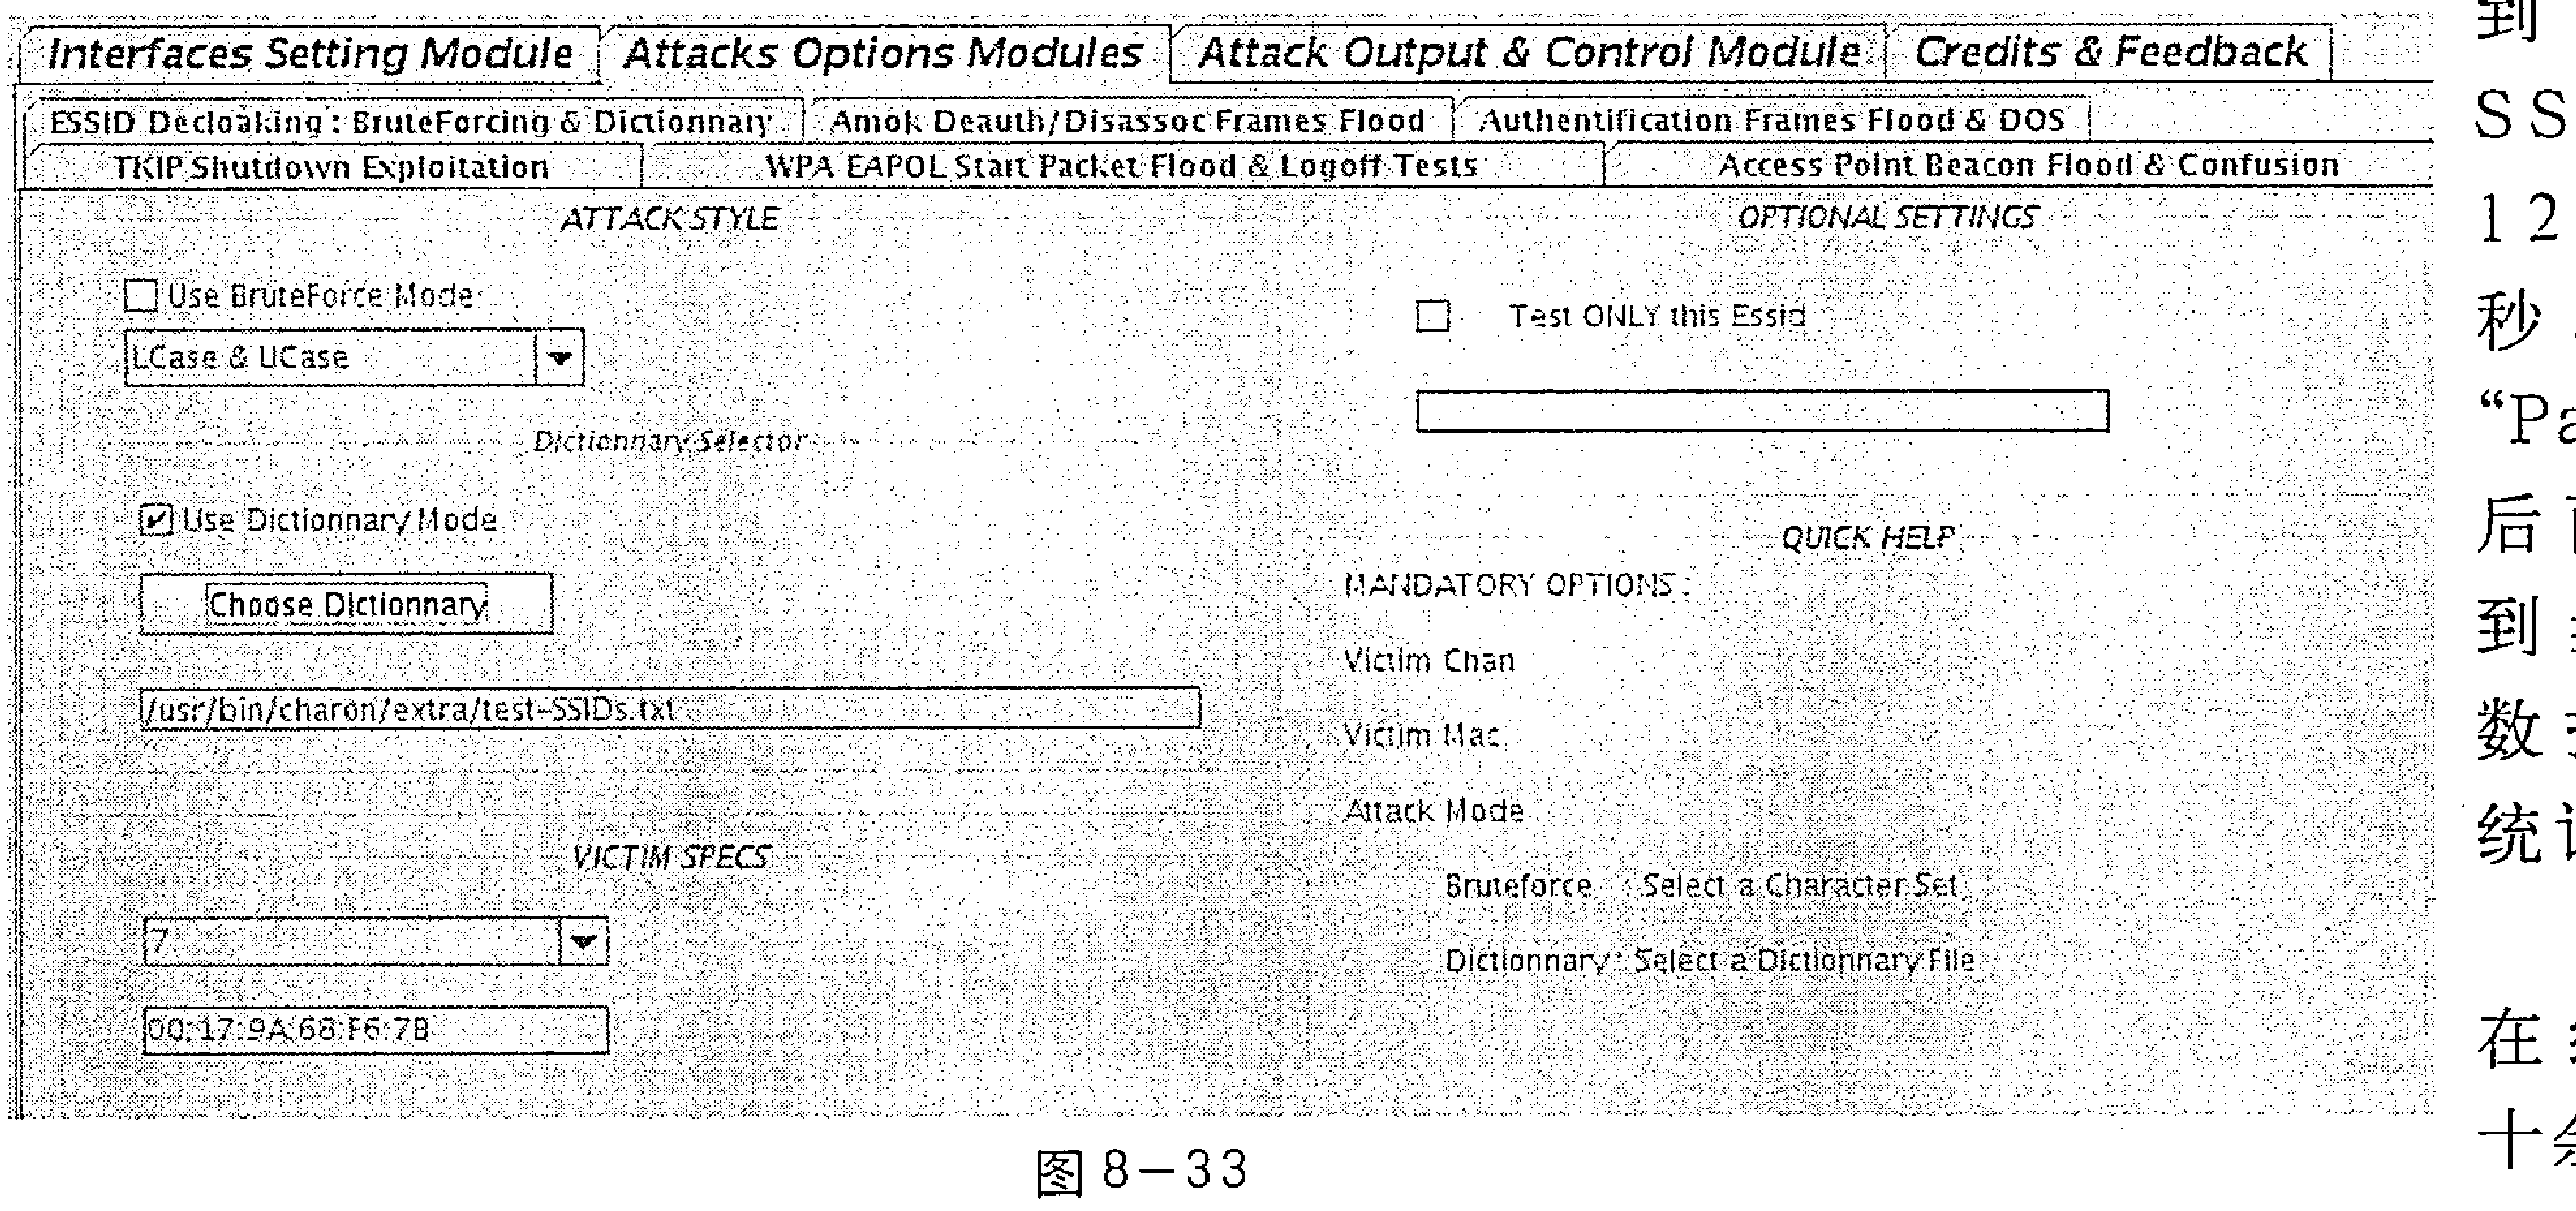 Interfaces Setting Module Attacks Options Modules Attack Output & Control Module Credits & Feedback
ESSID Decloaking : BruteForcing & Dictionnary Amok Deauth/Disassoc Frames Flood Authentification Frames Flood & DOS
TKIP Shutdown Exploitation WPA EAPOL Start Packet Flood & Logoff Tests Access Point Beacon Flood & Confusion
ATTACK STYLE
Use BruteForce Mode
LCase & UCase
Dictionnary Selector
Use Dictionnary Mode
Choose Dictionnary
/usr/bin/charon/extra/test-SSIDs.txt
VICTIM SPECS
7
00:17:9A:68:F6:7B
OPTIONAL SETTINGS
Test ONLY this Essid
QUICK HELP
MANDATORY OPTIONS :
Victim Chan
Victim Mac
Attack Mode
Bruteforce : Select a Character Set
Dictionnary : Select a Dictionnary File
图 8-33
到
SS
12
秒
“Pa
后
到
数
统
在
十